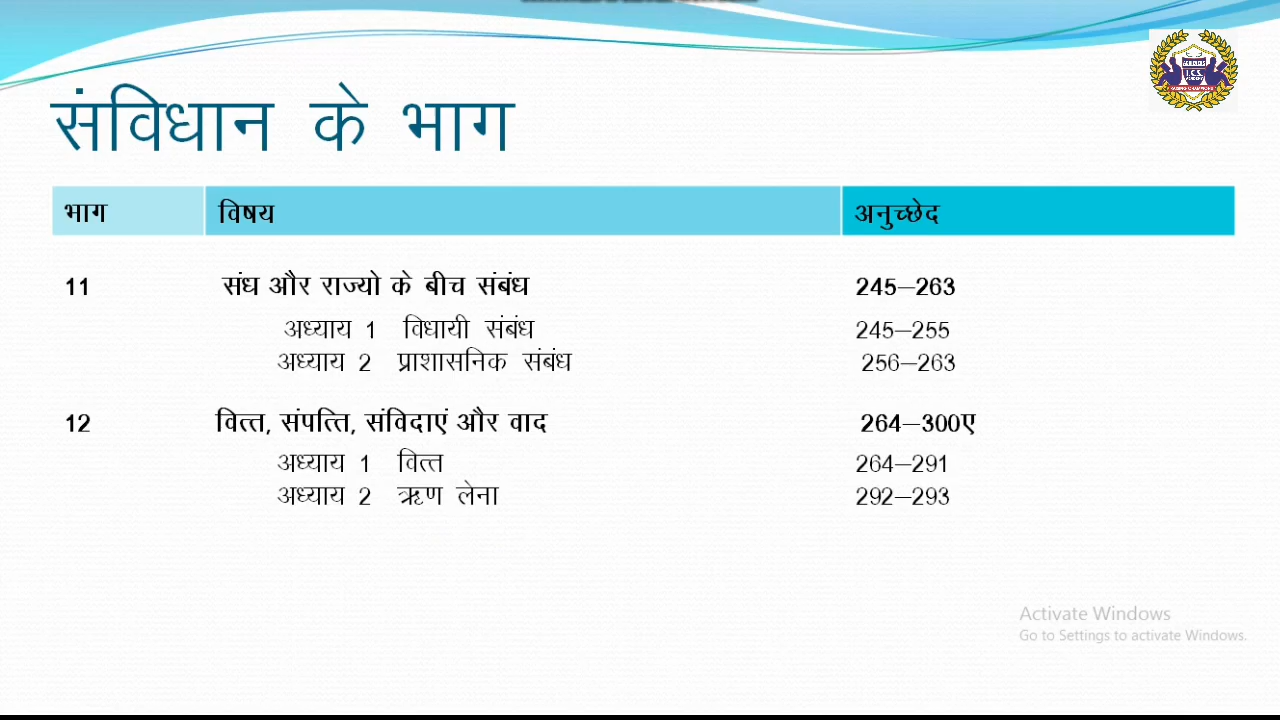 संविधान के भाग
भाग विषय अनुच्छेद
11 संघ और राज्यो के बीच संबंध 245–263
अध्याय 1 विधायी संबंध 245–255
अध्याय 2 प्राशासनिक संबंध 256–263
12 वित्त, संपत्ति, संविदाएं और वाद 264–300ए
अध्याय 1 वित्त 264–291
अध्याय 2 ऋण लेना 292–293
Activate Windows
Go to Settings to activate Windows.